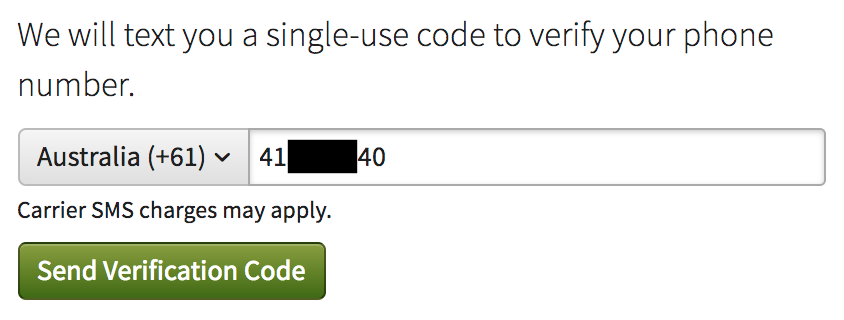 We will text you a single-use code to verify your phone
number.
Australia (+61) 41 40
Carrier SMS charges may apply.
Send Verification Code